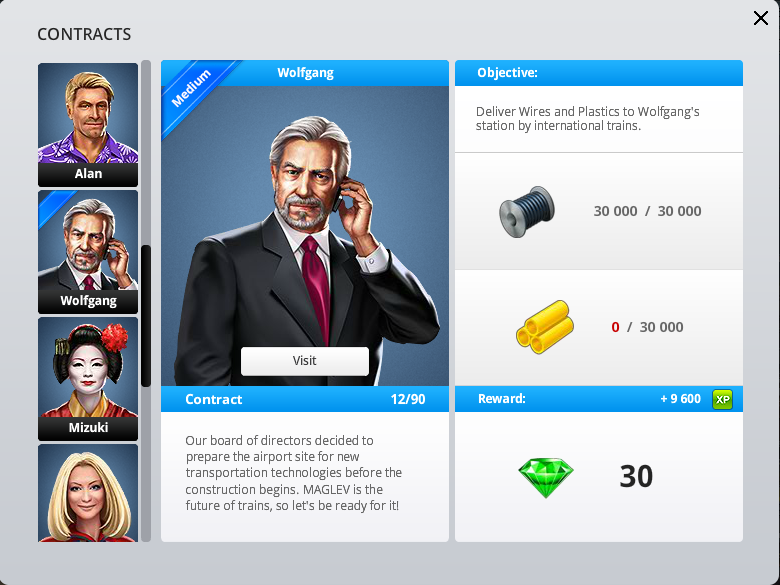 CONTRACTS
Alan
Wolfgang
Mizuki
Medium
Wolfgang
Visit
Contract 12/90
Our board of directors decided to
prepare the airport site for new
transportation technologies before the
construction begins. MAGLEV is the
future of trains, so let's be ready for it!
Objective:
Deliver Wires and Plastics to Wolfgang's
station by international trains.
30 000 / 30 000
0 / 30 000
Reward: + 9 600 XP
30